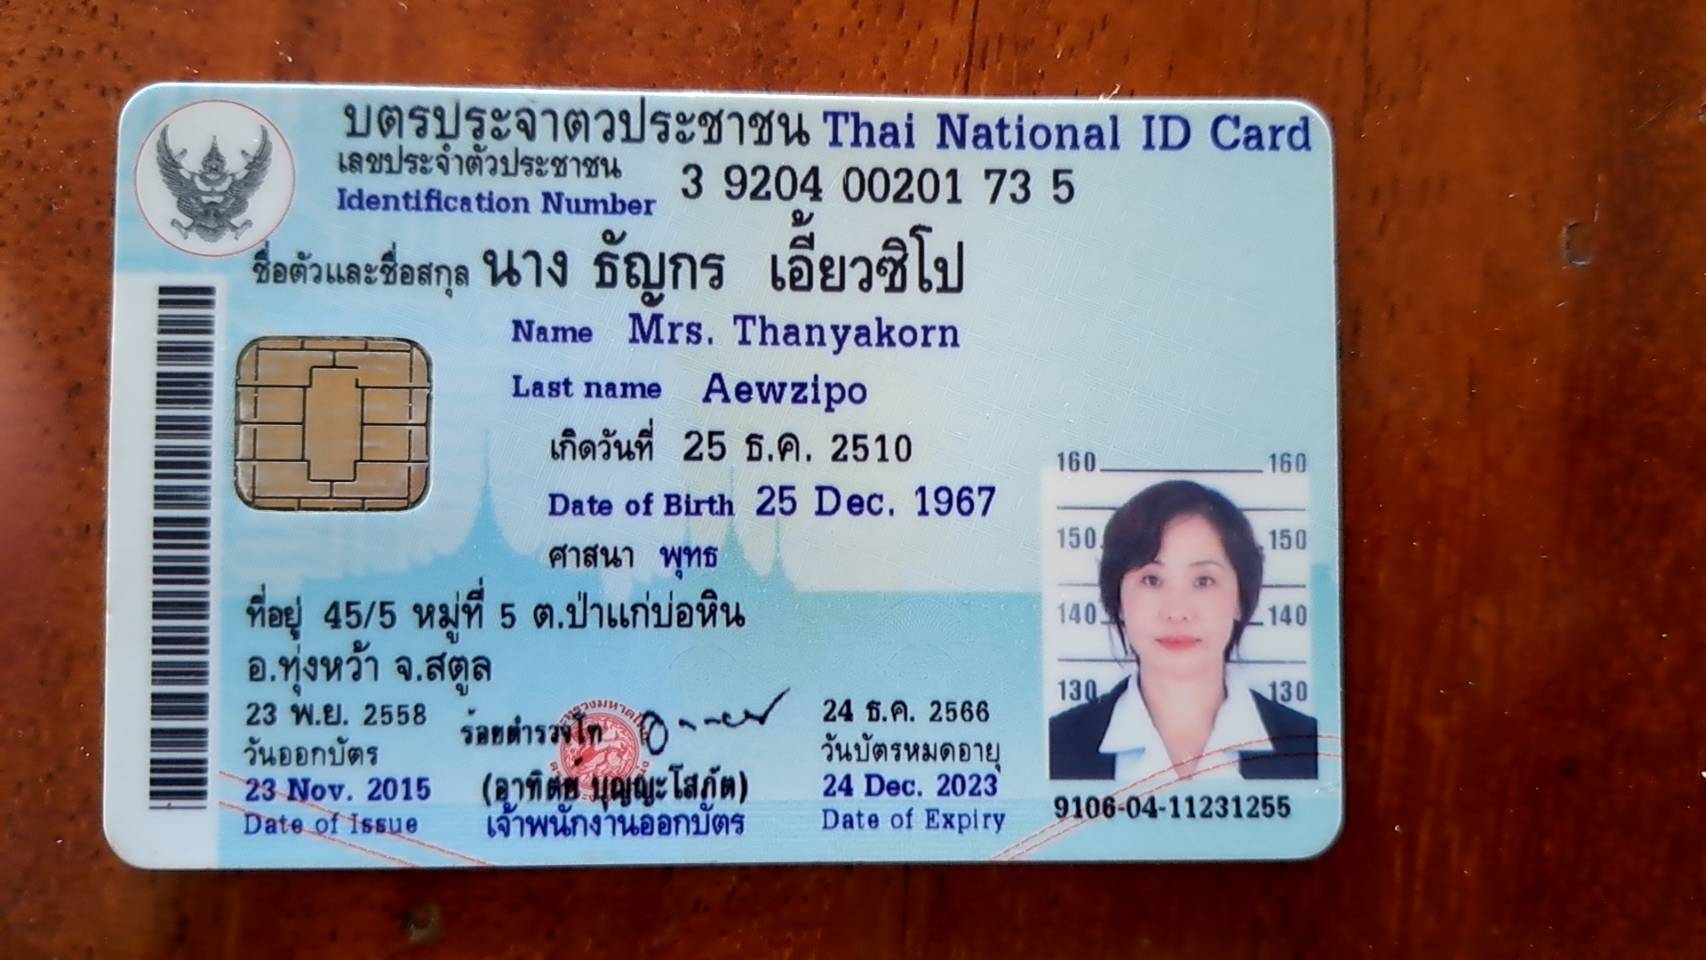 บัตรประจำตัวประชาชน Thai National ID Card
เลขประจำตัวประชาชน
Identification Number 3 9204 00201 73 5
ชื่อตัวและชื่อสกุล นาง ธัญกร เอี้ยวซิโป
Name Mrs. Thanyakorn
Last name Aewzipo
เกิดวันที่ 25 ธ.ค. 2510
Date of Birth 25 Dec. 1967
ศาสนา พุทธ
ที่อยู่ 45/5 หมู่ที่ 5 ต.ป่าแก่บ่อหิน
อ.ทุ่งหว้า จ.สตูล
23 พ.ย. 2558
วันออกบัตร
23 Nov. 2015
Date of Issue
ร้อยตำรวจโท
(อาทิตย์ บุญญะโสภัต)
เจ้าพนักงานออกบัตร
24 ธ.ค. 2566
วันบัตรหมดอายุ
24 Dec. 2023
Date of Expiry
160 160
150 150
140 140
130 130
9106-04-11231255